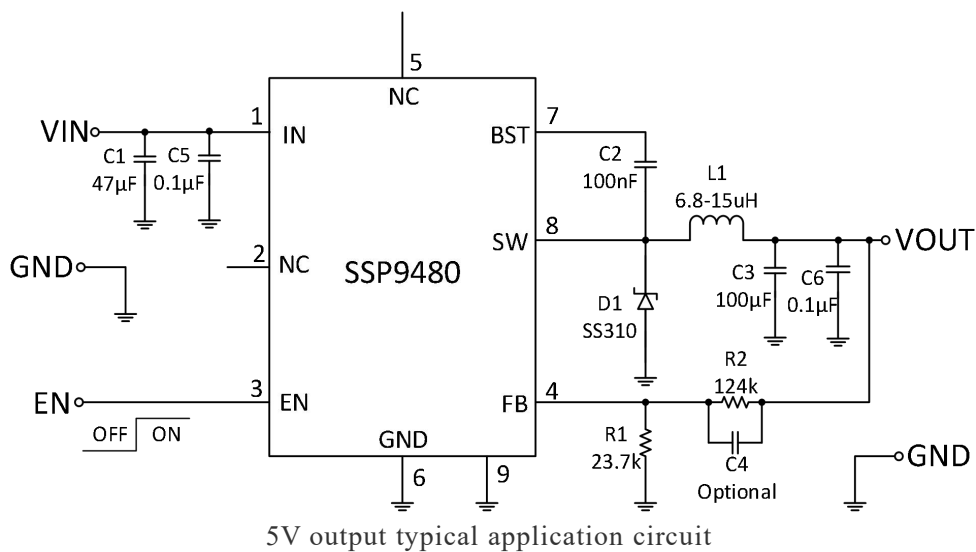 5
NC
1
7
VIN
IN
BST
C1
47μF
C5
0.1μF
C2
100nF
L1
6.8-15uH
8
SW
VOUT
GND
2
NC
SSP9480
C3
100μF
C6
0.1μF
D1
SS310
R2
124k
EN
3
EN
4
FB
OFF
ON
R1
23.7k
C4
Optional
GND
GND
6
9
5V output typical application circuit